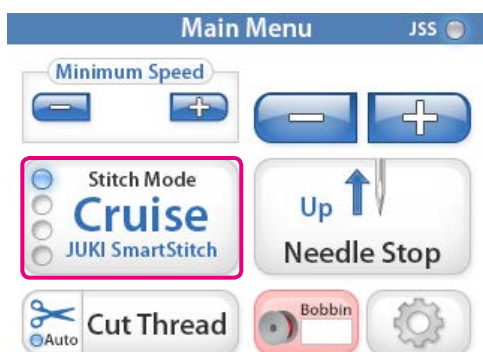 Main Menu
JSS
Minimum Speed
− +
− +
Stitch Mode
Cruise
JUKI SmartStitch
Up
Needle Stop
Auto
Cut Thread
Bobbin